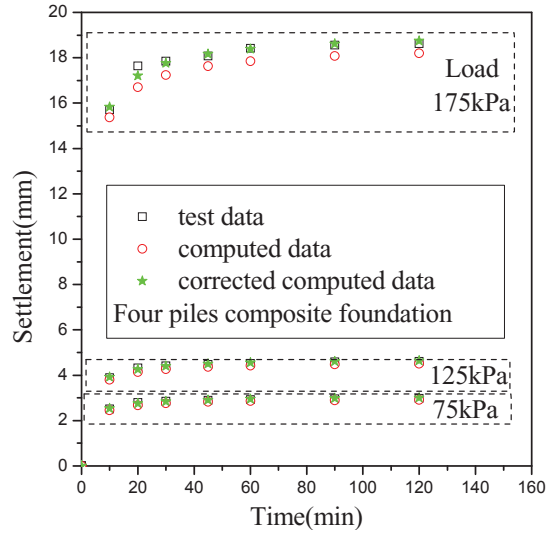 20
18
16
14
12
10
8
6
4
2
0
Settlement(mm)
Load
175kPa
test data
computed data
corrected computed data
Four piles composite foundation
125kPa
75kPa
0 20 40 60 80 100 120 140 160
Time(min)